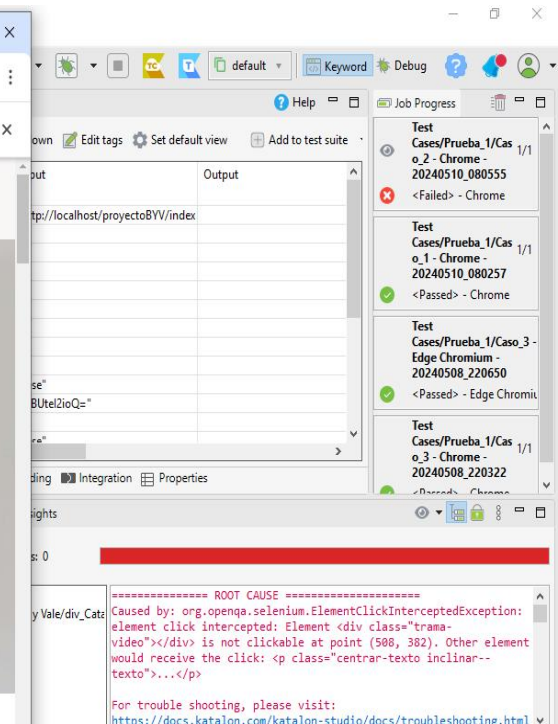 default
Keyword
Debug
Help
Job Progress
own
Edit tags
Set default view
Add to test suite
put
Output
ttp://localhost/proyectoBYV/index
se"
BUtel2ioQ="
re"
ding
Integration
Properties
Test
Cases/Prueba_1/Cas
o_2 - Chrome -
20240510_080555
1/1
<Failed> - Chrome
Test
Cases/Prueba_1/Cas
o_1 - Chrome -
20240510_080257
1/1
<Passed> - Chrome
Test
Cases/Prueba_1/Caso_3 -
Edge Chromium -
20240508_220650
<Passed> - Edge Chromiu
Test
Cases/Prueba_1/Cas
o_3 - Chrome -
20240508_220322
1/1
<Passed> - Chrome
sights
s: 0
y Vale/div_Cata
=============== ROOT CAUSE =====================
Caused by: org.openqa.selenium.ElementClickInterceptedException:
element click intercepted: Element <div class="trama-
video"></div> is not clickable at point (508, 382). Other element
would receive the click: <p class="centrar-texto inclinar--
texto">...</p>
For trouble shooting, please visit:
https://docs.katalon.com/katalon-studio/docs/troubleshooting.html